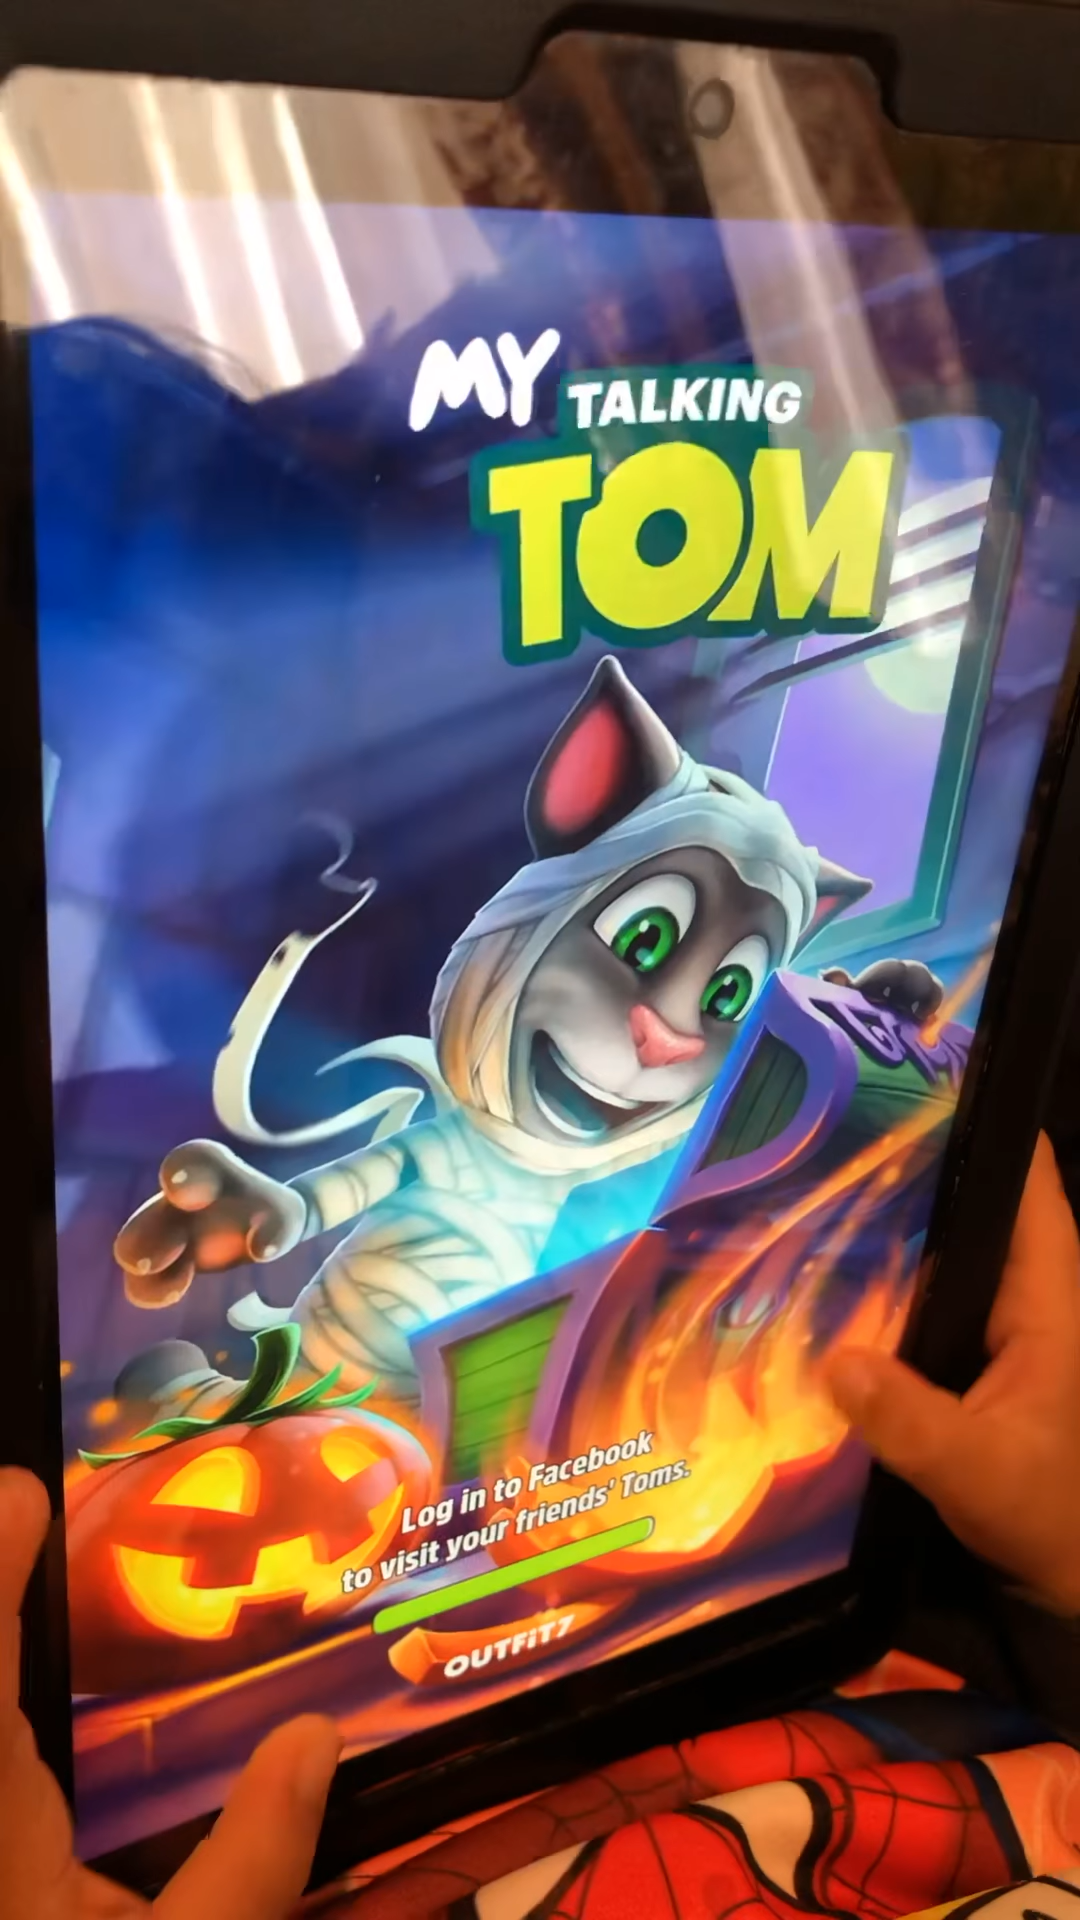 MY TALKING
TOM
Log in to Facebook
to visit your friends' Toms.
OUTFIT7